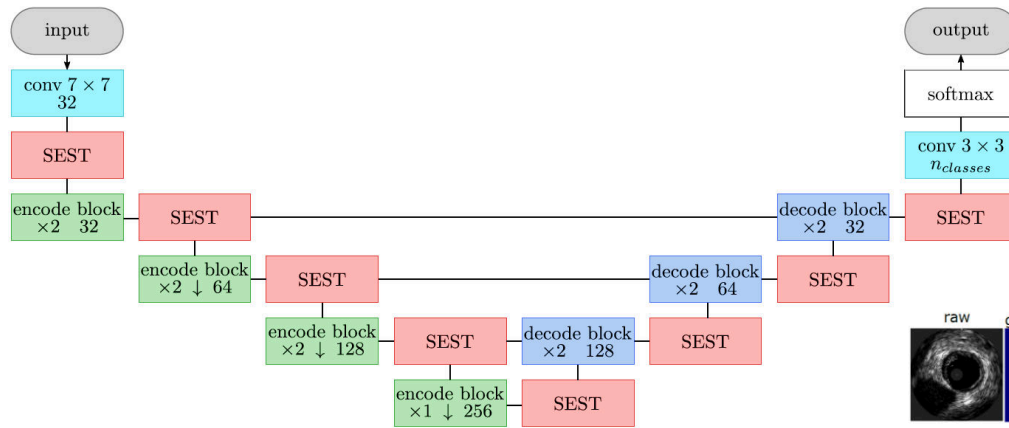 input
output
conv 7 × 7
32
softmax
SEST
conv 3 × 3
n_classes
encode block
×2 32
SEST
decode block
×2 32
SEST
encode block
×2 ↓ 64
SEST
decode block
×2 64
SEST
encode block
×2 ↓ 128
SEST
decode block
×2 128
SEST
raw
encode block
×1 ↓ 256
SEST